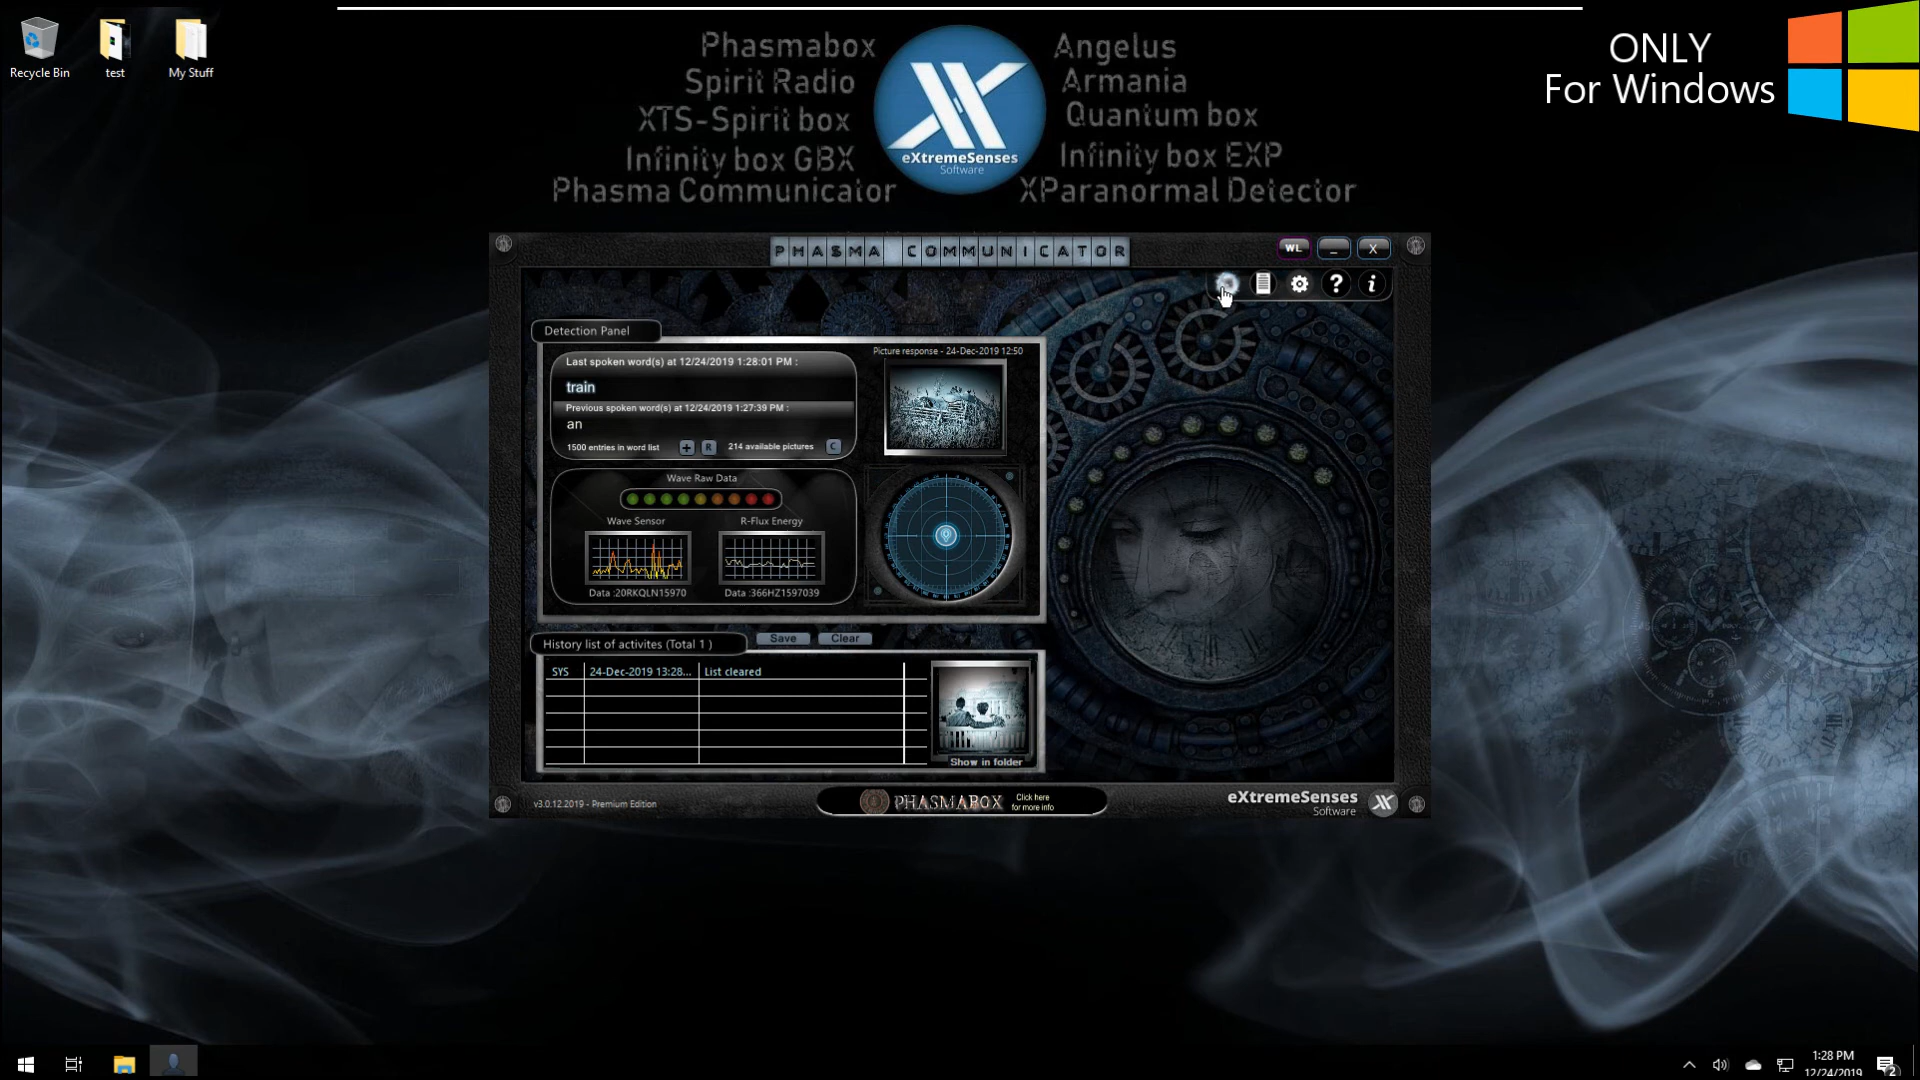 Recycle Bin
test
My Stuff
Phasmabox
Spirit Radio
XTS-Spirit box
Infinity box GBX
Phasma Communicator
eXtremeSenses
Software
Angelus
Armania
Quantum box
Infinity box EXP
XParanormal Detector
ONLY
For Windows
PHASMA COMMUNICATOR
WL
_
X
? i
Detection Panel
Last spoken word(s) at 12/24/2019 1:28:01 PM :
train
Previous spoken word(s) at 12/24/2019 1:27:39 PM :
an
1500 entries in word list
+
R
214 available pictures
C
Picture response - 24-Dec-2019 12:50
Wave Raw Data
Wave Sensor
R-Flux Energy
Data :20RKQLN15970
Data :366HZ1597039
History list of activites (Total 1 )
Save
Clear
SYS 24-Dec-2019 13:28... List cleared
Show in folder
v3.0.12.2019 - Premium Edition
PHASMABOX
Click here
for more info
eXtremeSenses
Software
1:28 PM
12/24/2019
2